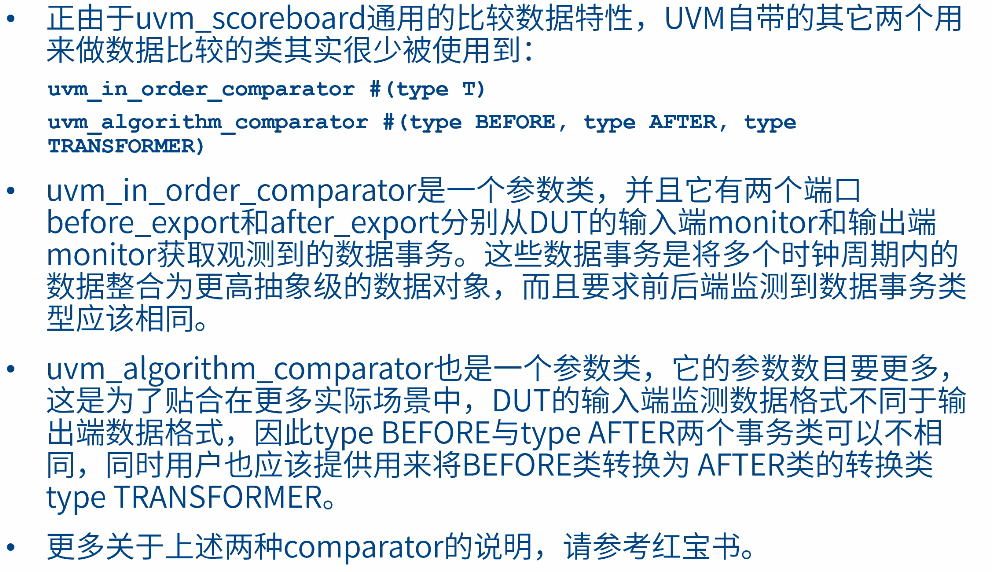 • 正由于uvm_scoreboard通用的比较数据特性，UVM自带的其它两个用
来做数据比较的类其实很少被使用到：
uvm_in_order_comparator #(type T)
uvm_algorithm_comparator #(type BEFORE, type AFTER, type
TRANSFORMER)
• uvm_in_order_comparator是一个参数类，并且它有两个端口
before_export和after_export分别从DUT的输入端monitor和输出端
monitor获取观测到的数据事务。这些数据事务是将多个时钟周期内的
数据整合为更高抽象级的数据对象，而且要求前后端监测到数据事务类
型应该相同。
• uvm_algorithm_comparator也是一个参数类，它的参数数目要更多，
这是为了贴合在更多实际场景中，DUT的输入端监测数据格式不同于输
出端数据格式，因此type BEFORE与type AFTER两个事务类可以不相
同，同时用户也应该提供用来将BEFORE类转换为 AFTER类的转换类
type TRANSFORMER。
• 更多关于上述两种comparator的说明，请参考红宝书。